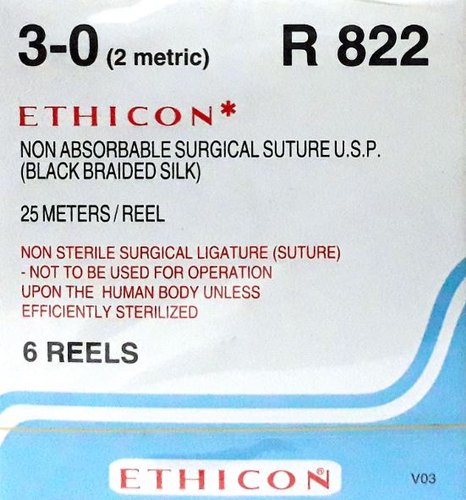 3-0 (2 metric) R 822
ETHICON*
NON ABSORBABLE SURGICAL SUTURE U.S.P.
(BLACK BRAIDED SILK)
25 METERS/REEL
NON STERILE SURGICAL LIGATURE (SUTURE)
- NOT TO BE USED FOR OPERATION
UPON THE HUMAN BODY UNLESS
EFFICIENTLY STERILIZED
6 REELS
ETHICON®
V03